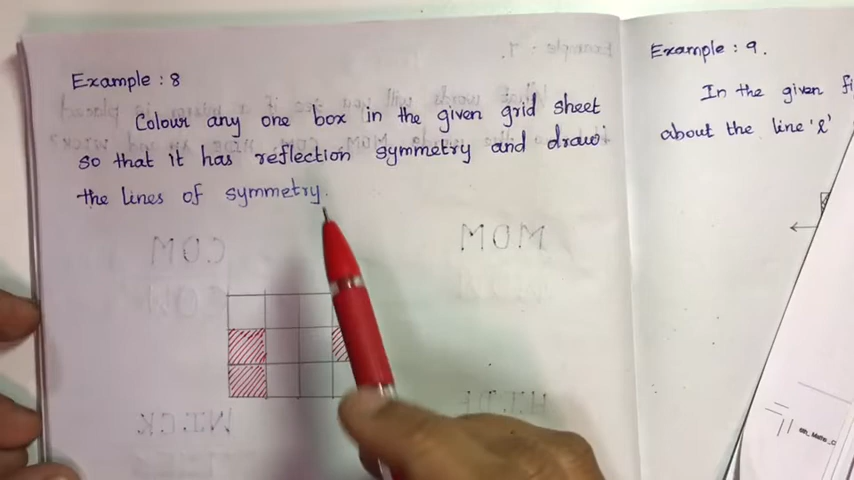 Example : 8
Colour any one box in the given grid sheet
so that it has reflection symmetry and draw
the lines of symmetry.
Example : 9.
In the given
about the line 'l'